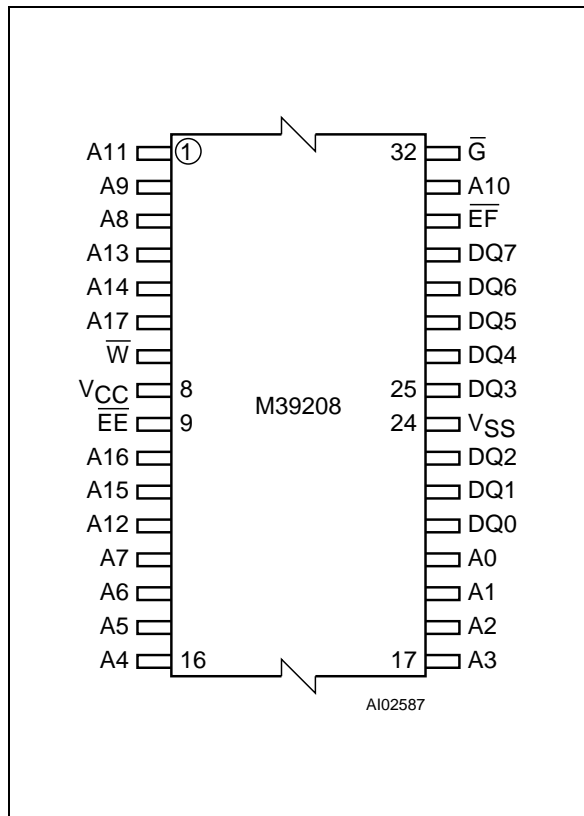 A11 1 32 G̅
A9 A10
A8 E̅F̅
A13 DQ7
A14 DQ6
A17 DQ5
W̅ DQ4
VCC 8 25 DQ3
E̅E̅ 9 M39208 24 VSS
A16 DQ2
A15 DQ1
A12 DQ0
A7 A0
A6 A1
A5 A2
A4 16 17 A3
AI02587